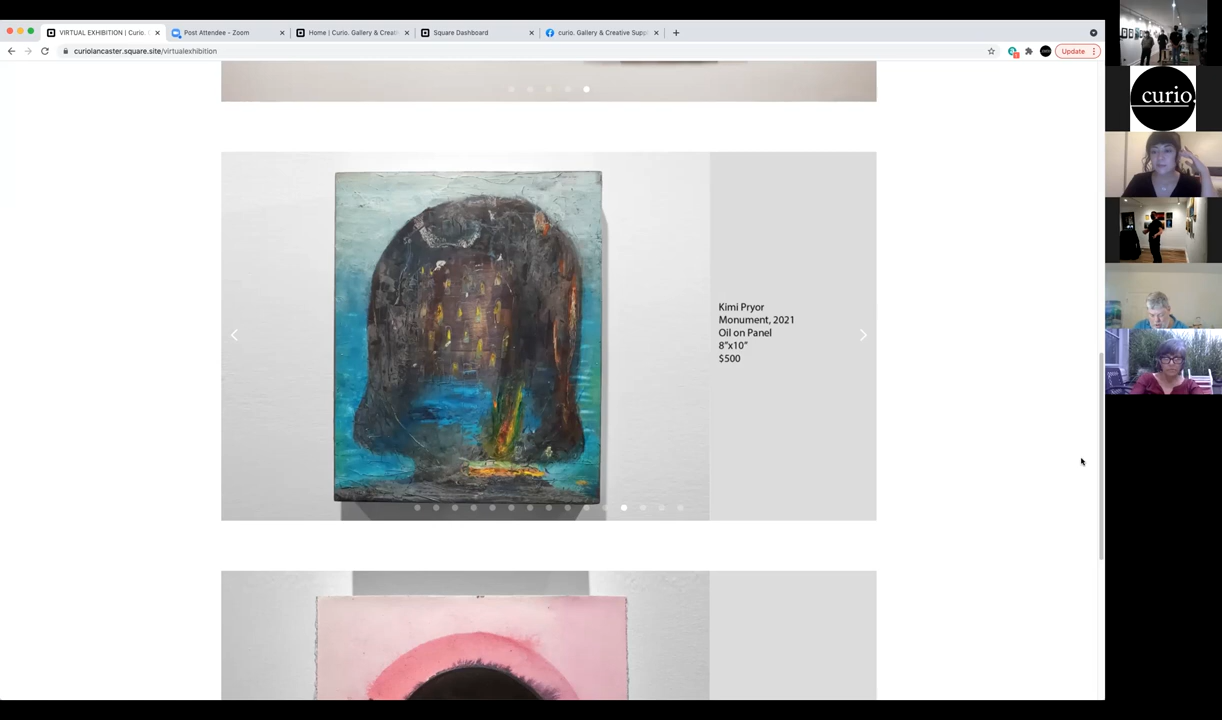 VIRTUAL EXHIBITION | Curio. 
Post Attendee - Zoom
Home | Curio. Gallery & Creati
Square Dashboard
curio. Gallery & Creative Supp
curiolancaster.square.site/virtualexhibition
Update
curio.
Kimi Pryor
Monument, 2021
Oil on Panel
8"x10"
$500